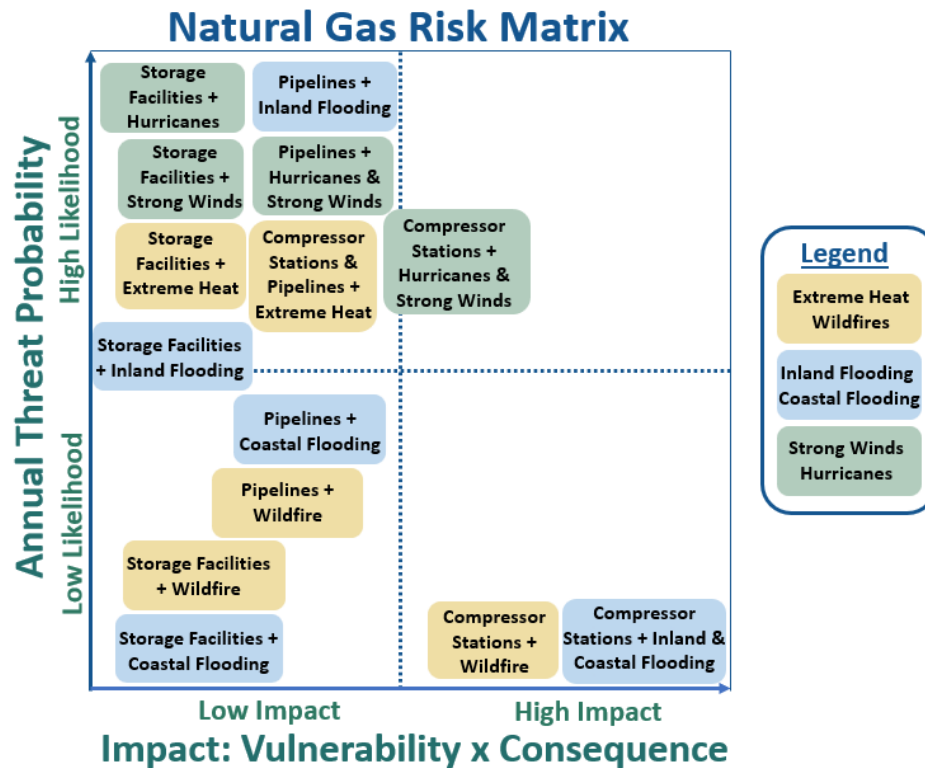 Natural Gas Risk Matrix
Annual Threat Probability
High Likelihood
Low Likelihood
Storage
Facilities +
Hurricanes
Pipelines +
Inland Flooding
Storage
Facilities +
Strong Winds
Pipelines +
Hurricanes &
Strong Winds
Storage
Facilities +
Extreme Heat
Compressor
Stations &
Pipelines +
Extreme Heat
Compressor
Stations +
Hurricanes &
Strong Winds
Storage Facilities
+ Inland Flooding
Pipelines +
Coastal Flooding
Pipelines +
Wildfire
Storage Facilities
+ Wildfire
Storage Facilities +
Coastal Flooding
Compressor
Stations +
Wildfire
Compressor
Stations + Inland &
Coastal Flooding
Low Impact
High Impact
Impact: Vulnerability x Consequence
Legend
Extreme Heat
Wildfires
Inland Flooding
Coastal Flooding
Strong Winds
Hurricanes